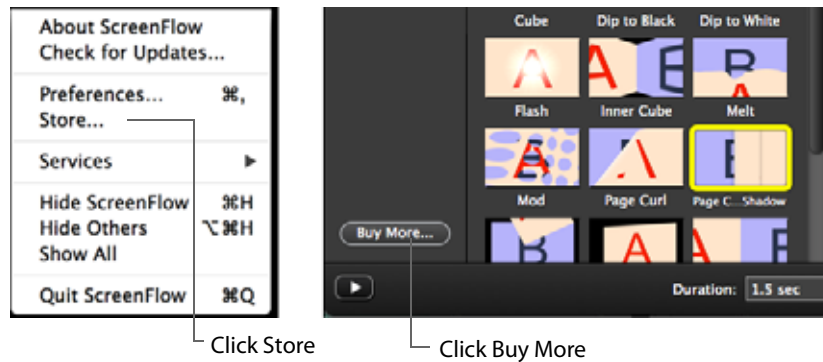 About ScreenFlow
Check for Updates...
Preferences... ⌘,
Store...
Services ▶
Hide ScreenFlow ⌘H
Hide Others ⌥⌘H
Show All
Quit ScreenFlow ⌘Q
Click Store
Cube Dip to Black Dip to White
Flash Inner Cube Melt
Mod Page Curl Page C...Shadow
Buy More...
Duration: 1.5 sec
Click Buy More